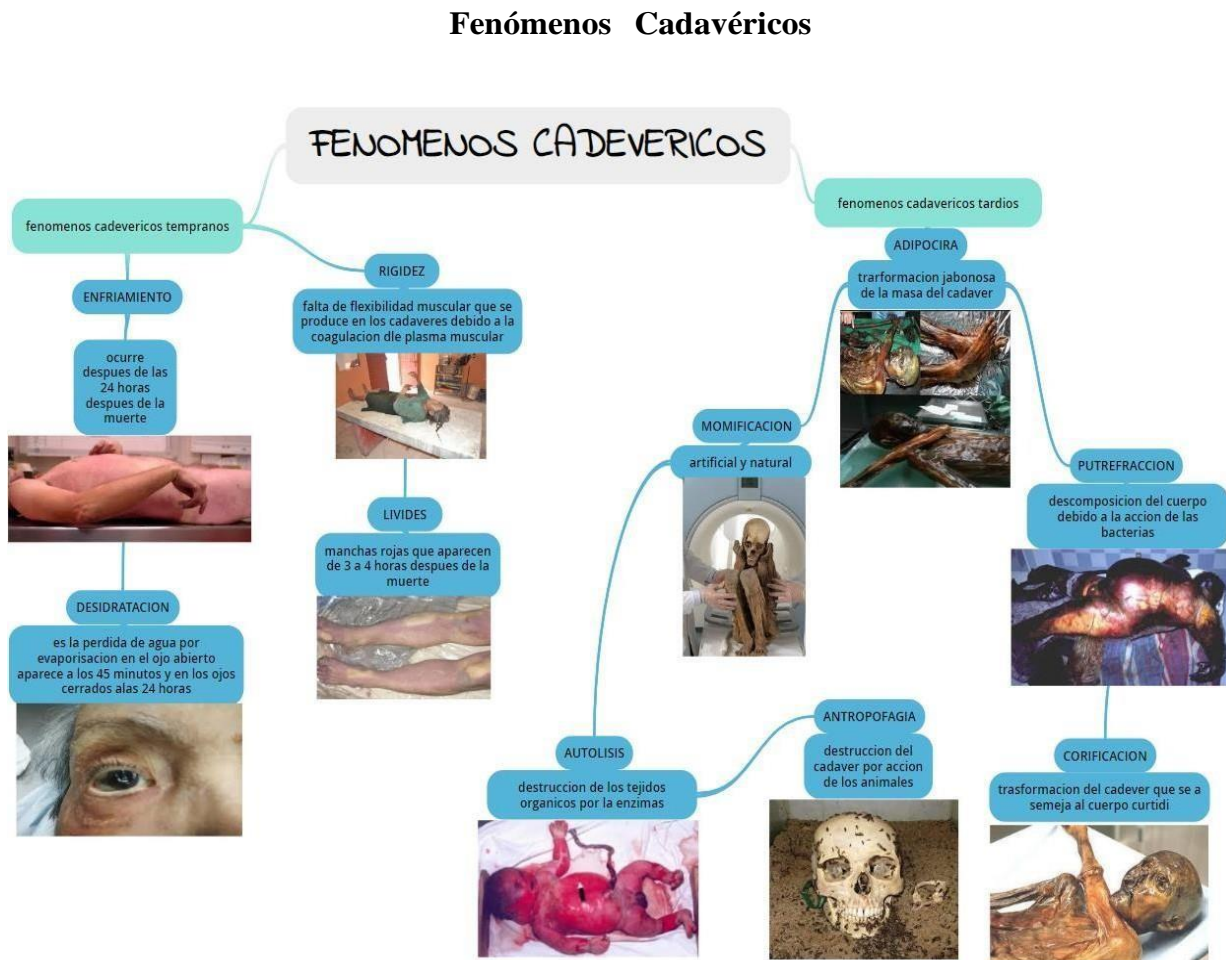 Fenómenos Cadavéricos
FENOMENOS CADEVERICOS
fenomenos cadevericos tempranos
ENFRIAMIENTO
ocurre
despues de las
24 horas
despues de la
muerte
DESIDRATACION
es la perdida de agua por
evaporisacion en el ojo abierto
aparece a los 45 minutos y en los ojos
cerrados alas 24 horas
RIGIDEZ
falta de flexibilidad muscular que se
produce en los cadaveres debido a la
coagulacion dle plasma muscular
LIVIDES
manchas rojas que aparecen
de 3 a 4 horas despues de la
muerte
fenomenos cadavericos tardios
ADIPOCIRA
trarformacion jabonosa
de la masa del cadaver
MOMIFICACION
artificial y natural
PUTREFRACCION
descomposicion del cuerpo
debido a la accion de las
bacterias
AUTOLISIS
destruccion de los tejidos
organicos por la enzimas
ANTROPOFAGIA
destruccion del
cadaver por accion
de los animales
CORIFICACION
trasformacion del cadever que se a
semeja al cuerpo curtidi